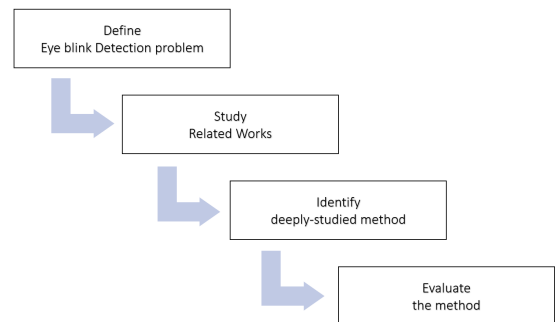 Define
Eye blink Detection problem
Study
Related Works
Identify
deeply-studied method
Evaluate
the method